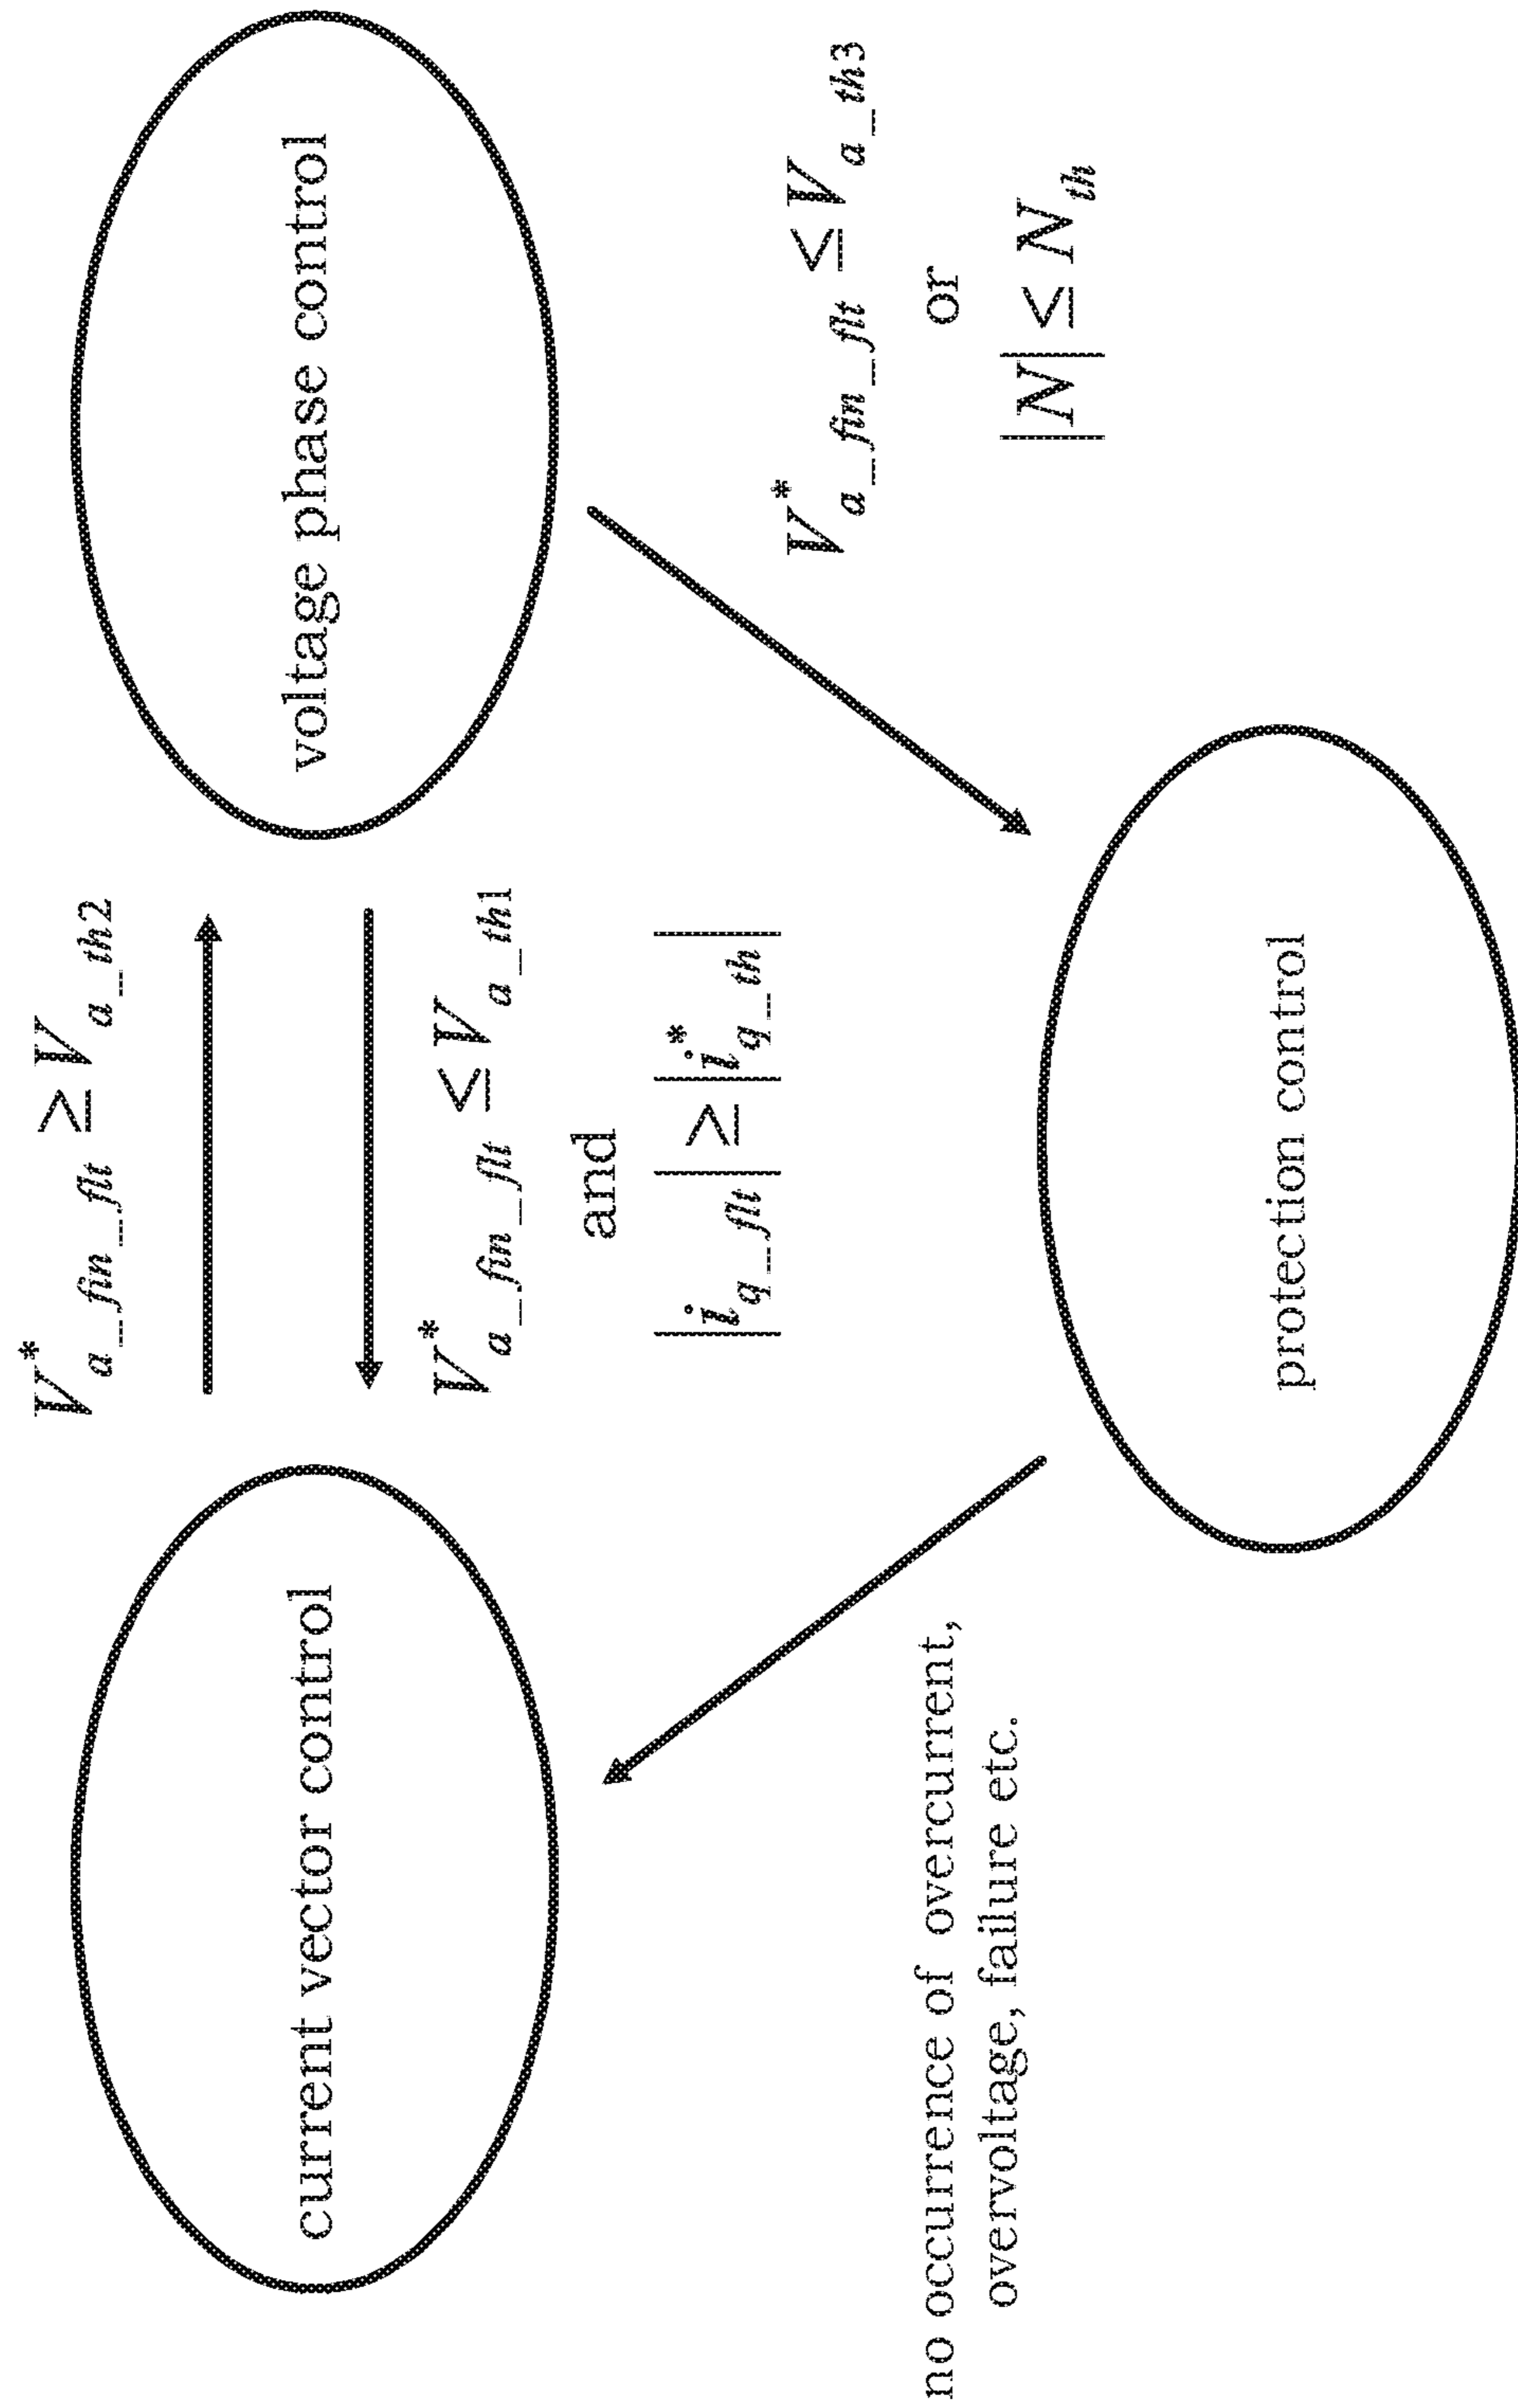 V*a_fin_flt ≥ Va_th2
current vector control
voltage phase control
V*a_fin_flt ≤ Va_th1
and
|iq_flt| ≥ |i*q_th|
V*a_fin_flt ≤ Va_th3
or
|N| ≤ Nth
no occurrence of overcurrent,
overvoltage, failure etc.
protection control